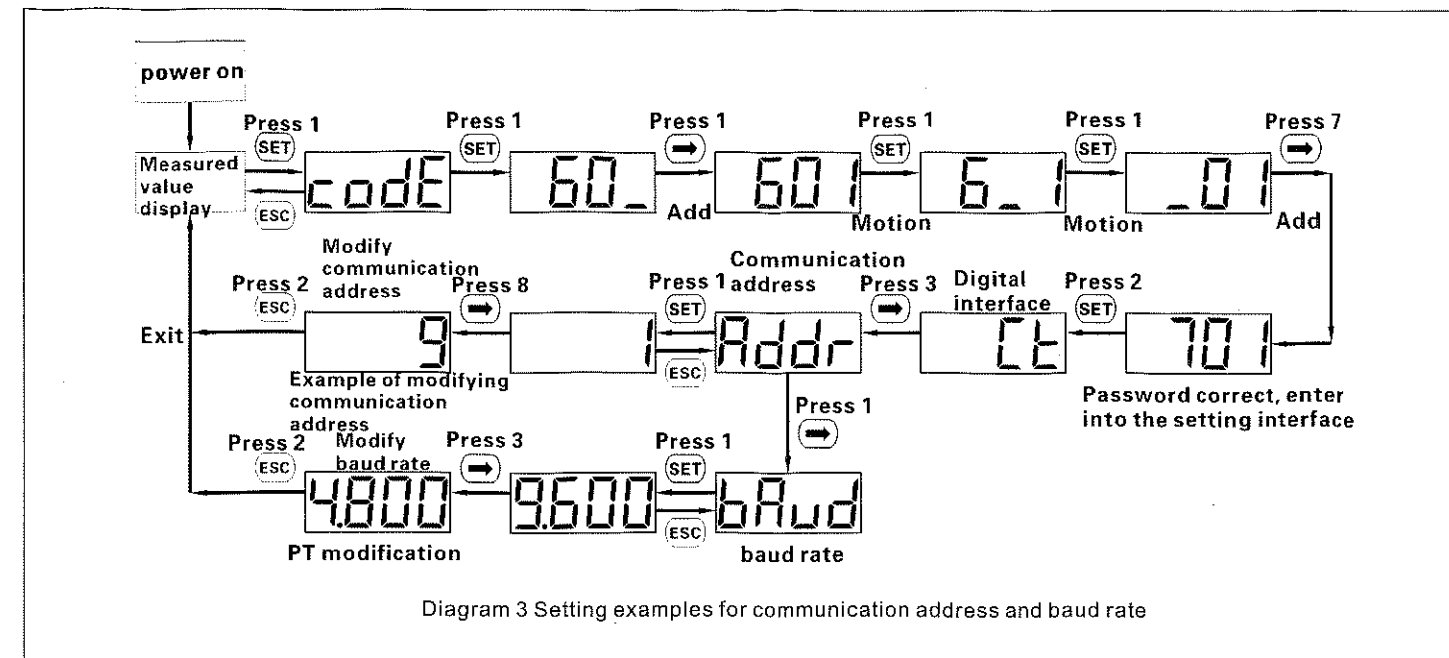 power on
Press 1
SET
Press 1
SET
Press 1
Press 1
SET
Press 1
SET
Press 7
Measured
value
display
ESC
codE
60_
Add
601
Motion
6_1
Motion
_01
Add
Exit
Press 2
ESC
Modify
communication
address
9
Example of modifying
communication
address
Press 8
1
Press 1
SET
ESC
Communication
address
Addr
Press 3
Digital
interface
Ct
Press 2
SET
701
Password correct, enter
into the setting interface
Press 1
Press 2
ESC
Modify
baud rate
4.800
PT modification
Press 3
9.600
Press 1
SET
ESC
bAud
baud rate
Diagram 3 Setting examples for communication address and baud rate